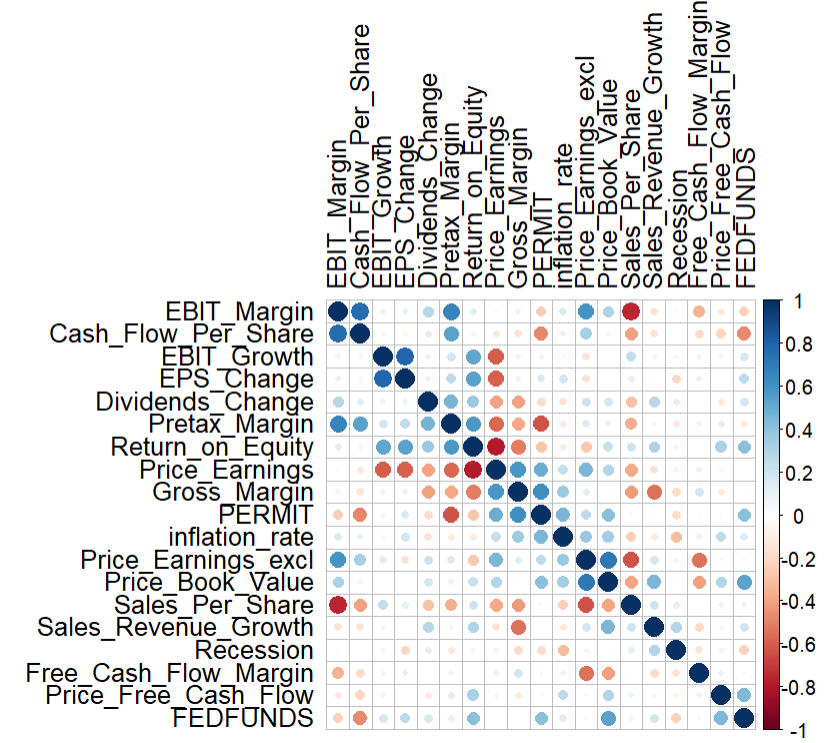 EBIT_Margin
Cash_Flow_Per_Share
EBIT_Growth
EPS_Change
Dividends_Change
Pretax_Margin
Return_on_Equity
Price_Earnings
Gross_Margin
PERMIT
inflation_rate
Price_Earnings_excl
Price_Book_Value
Sales_Per_Share
Sales_Revenue_Growth
Recession
Free_Cash_Flow_Margin
Price_Free_Cash_Flow
FEDFUNDS
EBIT_Margin
Cash_Flow_Per_Share
EBIT_Growth
EPS_Change
Dividends_Change
Pretax_Margin
Return_on_Equity
Price_Earnings
Gross_Margin
PERMIT
inflation_rate
Price_Earnings_excl
Price_Book_Value
Sales_Per_Share
Sales_Revenue_Growth
Recession
Free_Cash_Flow_Margin
Price_Free_Cash_Flow
FEDFUNDS
1
0.8
0.6
0.4
0.2
0
-0.2
-0.4
-0.6
-0.8
-1